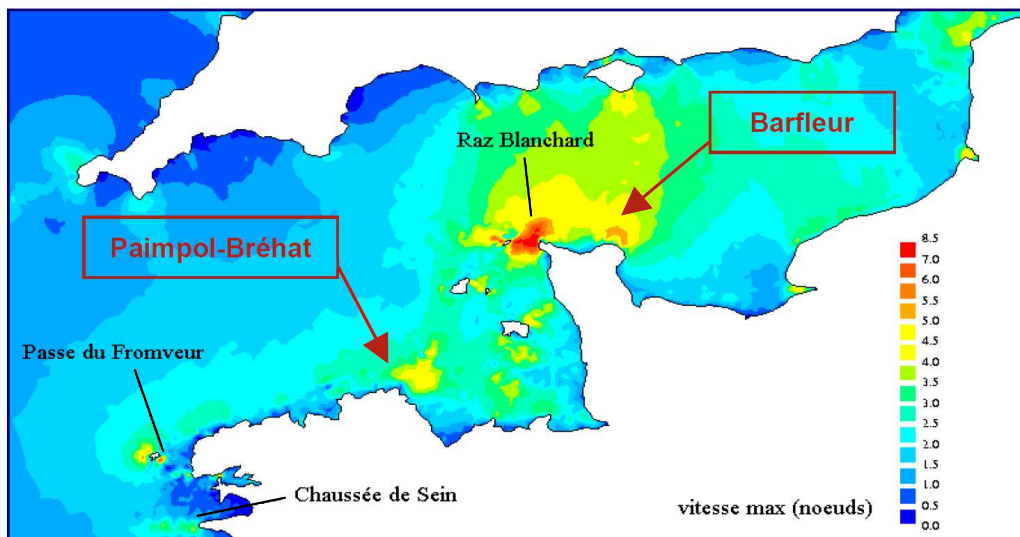 Barfleur
Raz Blanchard
Paimpol-Bréhat
Passe du Fromveur
Chaussée de Sein
vitesse max (noeuds)
8.5
7.0
6.0
5.5
5.0
4.5
4.0
3.5
3.0
2.5
2.0
1.5
1.0
0.5
0.0